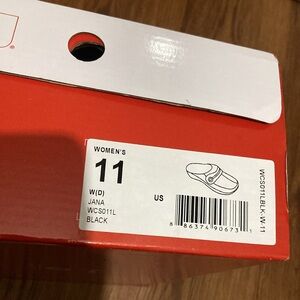 WOMEN'S
11
W(D)
JANA
WCS011L
BLACK
US
8 86374 90673 1
WCS011LBLK-W-11